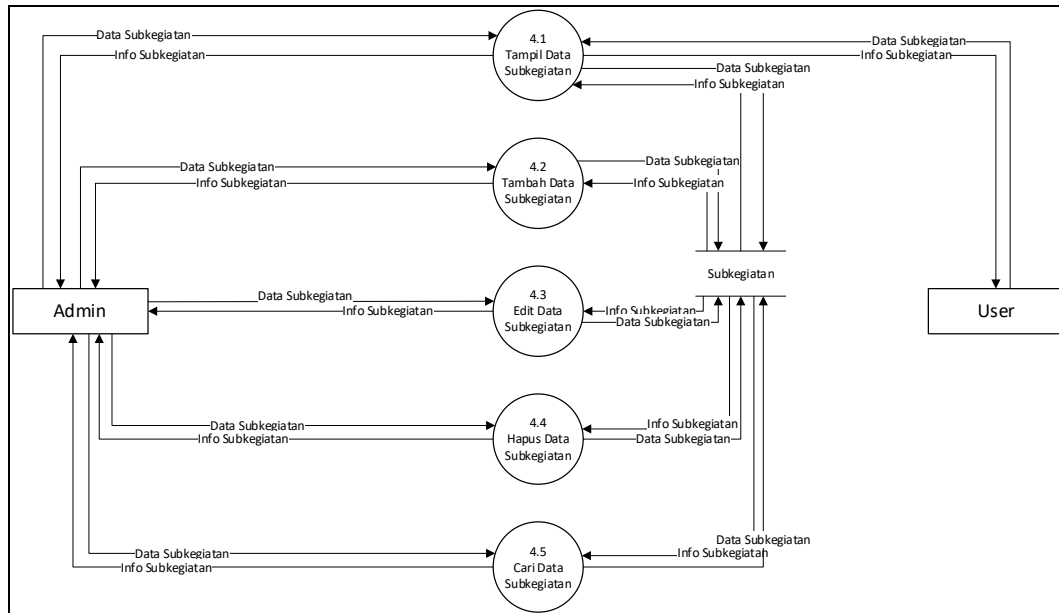 Data Subkegiatan
Info Subkegiatan
4.1
Tampil Data
Subkegiatan
Data Subkegiatan
Info Subkegiatan
Data Subkegiatan
Info Subkegiatan
Data Subkegiatan
Info Subkegiatan
4.2
Tambah Data
Subkegiatan
Data Subkegiatan
Info Subkegiatan
Subkegiatan
Admin
Data Subkegiatan
Info Subkegiatan
4.3
Edit Data
Subkegiatan
Info Subkegiatan
Data Subkegiatan
User
Data Subkegiatan
Info Subkegiatan
4.4
Hapus Data
Subkegiatan
Info Subkegiatan
Data Subkegiatan
Data Subkegiatan
Info Subkegiatan
4.5
Cari Data
Subkegiatan
Data Subkegiatan
Info Subkegiatan